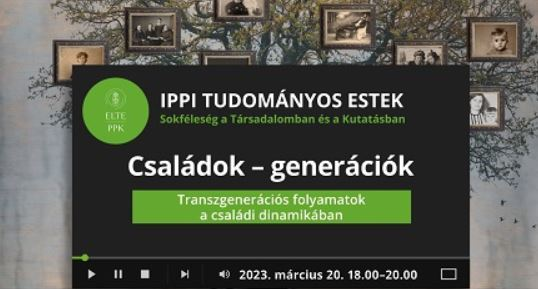 ELTE
PPK
IPPI TUDOMÁNYOS ESTEK
Sokféleség a Társadalomban és a Kutatásban
Családok – generációk
Transzgenerációs folyamatok
a családi dinamikában
2023. március 20. 18.00–20.00